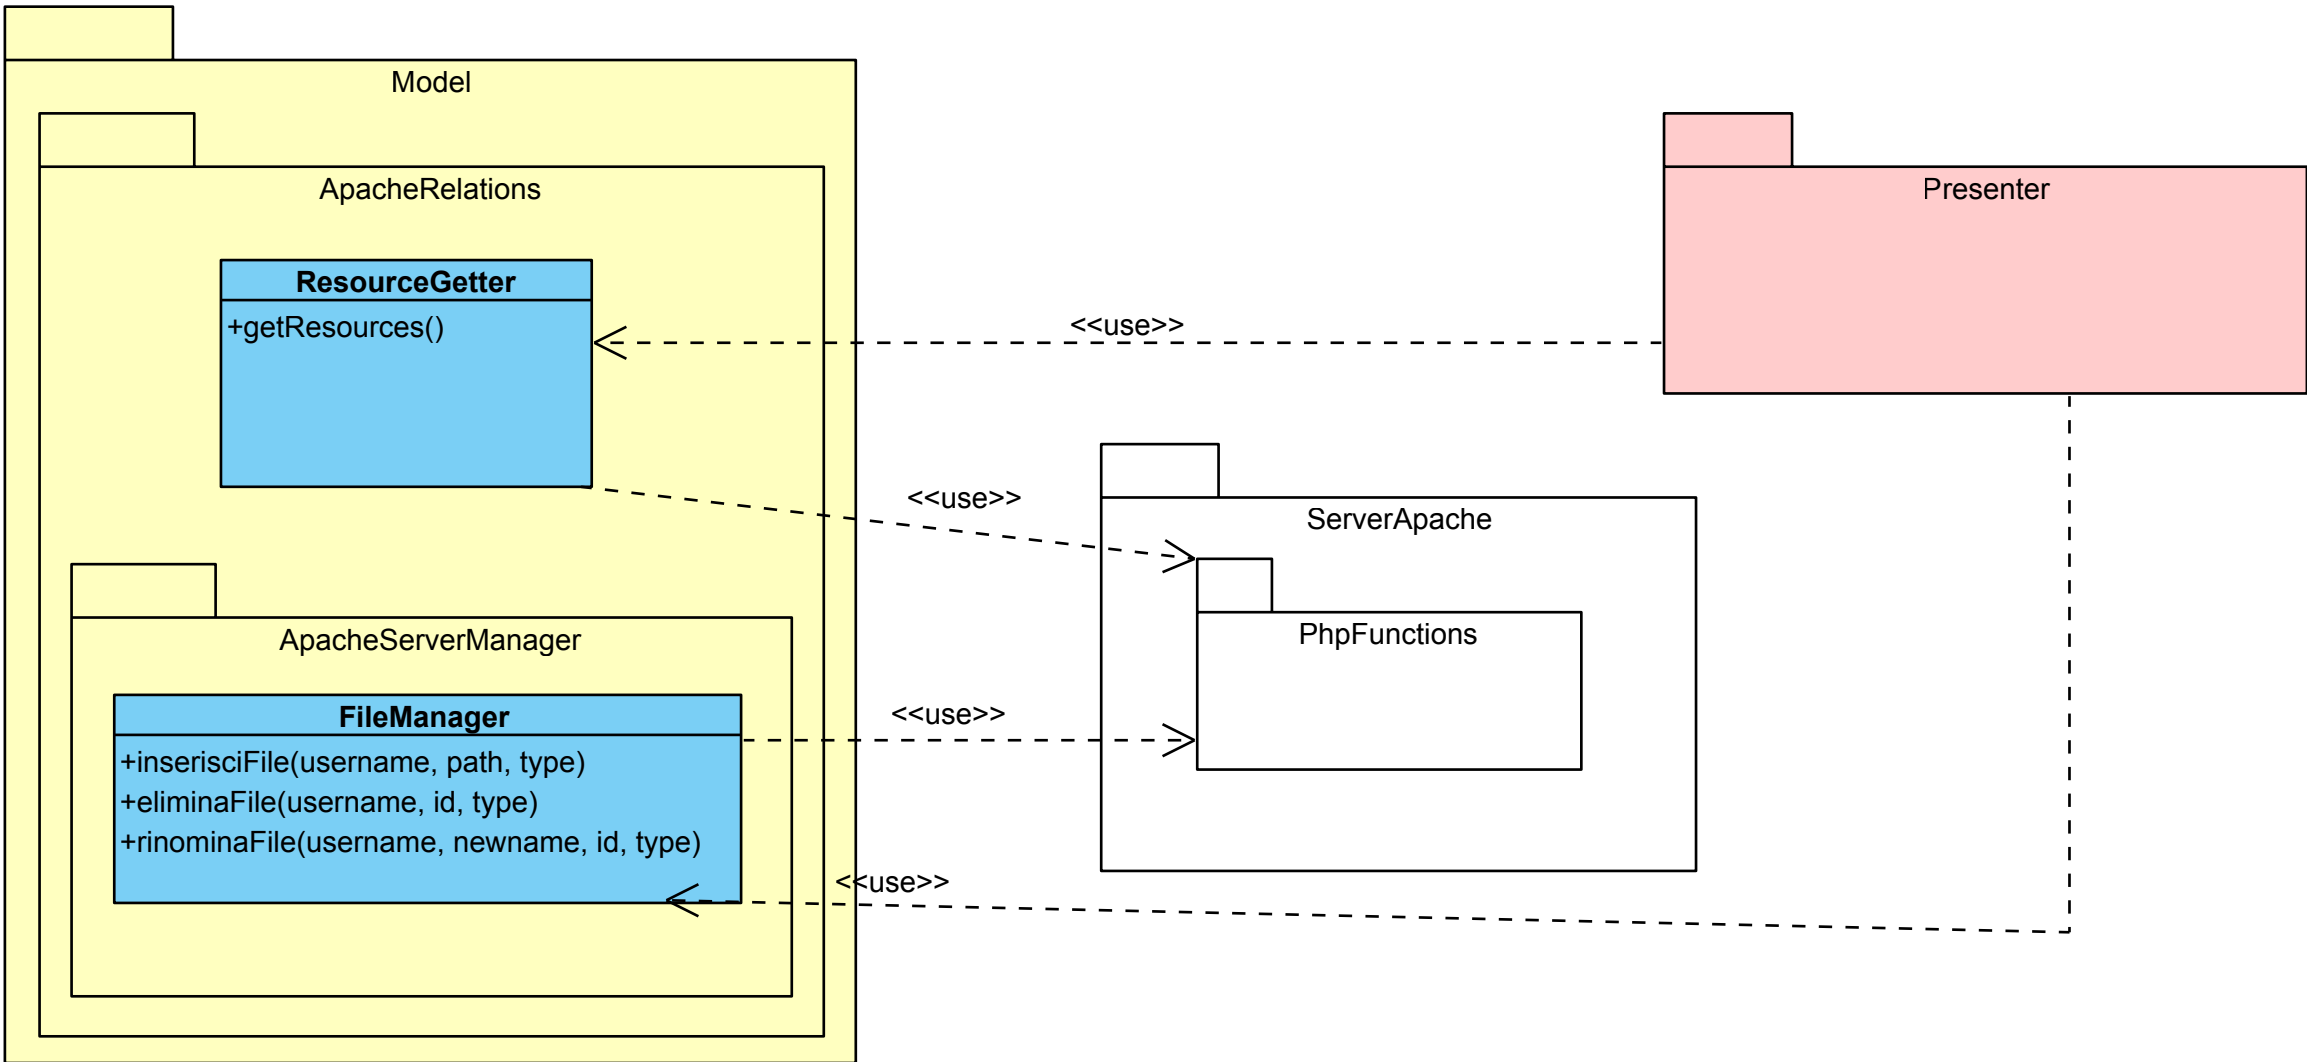 Model
ApacheRelations
Presenter
ResourceGetter
+getResources()
<<use>>
<<use>>
ServerApache
PhpFunctions
ApacheServerManager
FileManager
<<use>>
+inserisciFile(username, path, type)
+eliminaFile(username, id, type)
+rinominaFile(username, newname, id, type)
<<use>>